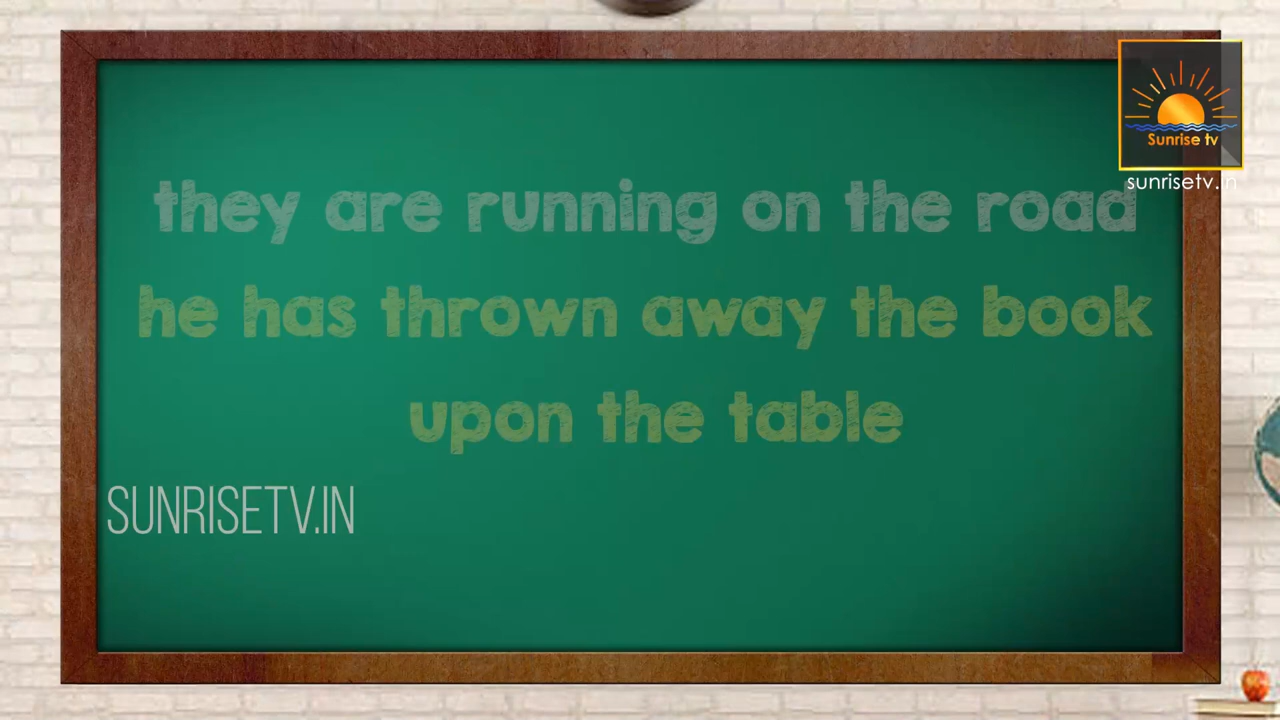 Sunrise tv
sunrisetv.in
they are running on the road
he has thrown away the book
upon the table
SUNRISETV.IN